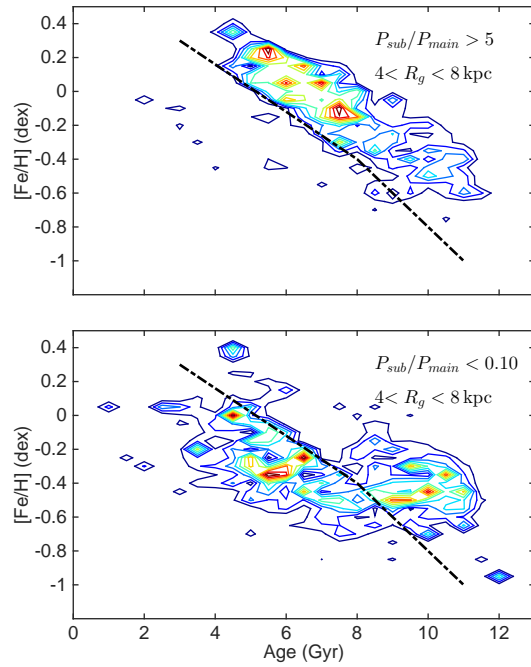 0.4
0.2
0
-0.2
-0.4
-0.6
-0.8
-1
[Fe/H] (dex)
P_sub/P_main > 5
4< R_g < 8 kpc
0.4
0.2
0
-0.2
-0.4
-0.6
-0.8
-1
[Fe/H] (dex)
P_sub/P_main < 0.10
4< R_g < 8 kpc
0 2 4 6 8 10 12
Age (Gyr)